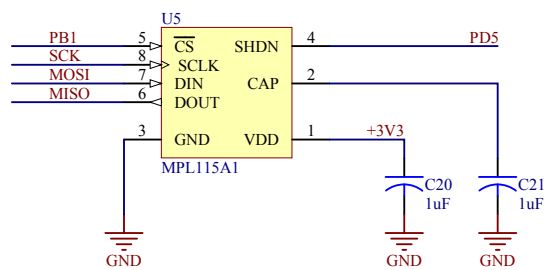 U5
PB1 5 CS SHDN 4 PD5
SCK 8 SCLK
MOSI 7 DIN CAP 2
MISO 6 DOUT
3 GND VDD 1 +3V3
MPL115A1
C20 C21
1uF 1uF
GND GND GND